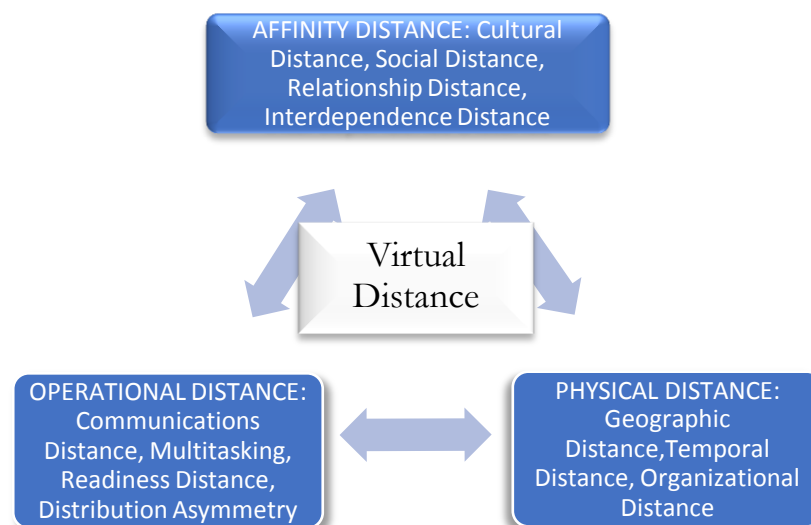 AFFINITY DISTANCE: Cultural
Distance, Social Distance,
Relationship Distance,
Interdependence Distance
Virtual
Distance
OPERATIONAL DISTANCE:
Communications
Distance, Multitasking,
Readiness Distance,
Distribution Asymmetry
PHYSICAL DISTANCE:
Geographic
Distance,Temporal
Distance, Organizational
Distance